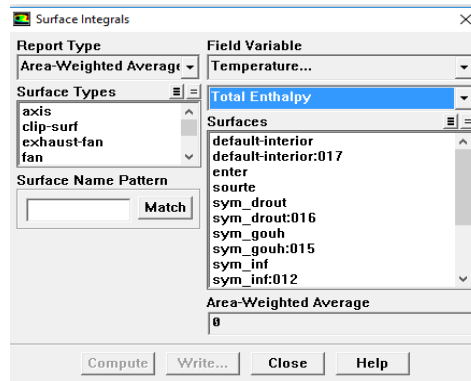 Surface Integrals
Report Type
Area-Weighted Average
Surface Types
axis
clip-surf
exhaust-fan
fan
Surface Name Pattern
Match
Field Variable
Temperature...
Total Enthalpy
Surfaces
default-interior
default-interior:017
enter
sourte
sym_drout
sym_drout:016
sym_gouh
sym_gouh:015
sym_inf
sym_inf:012
Area-Weighted Average
0
Compute Write... Close Help